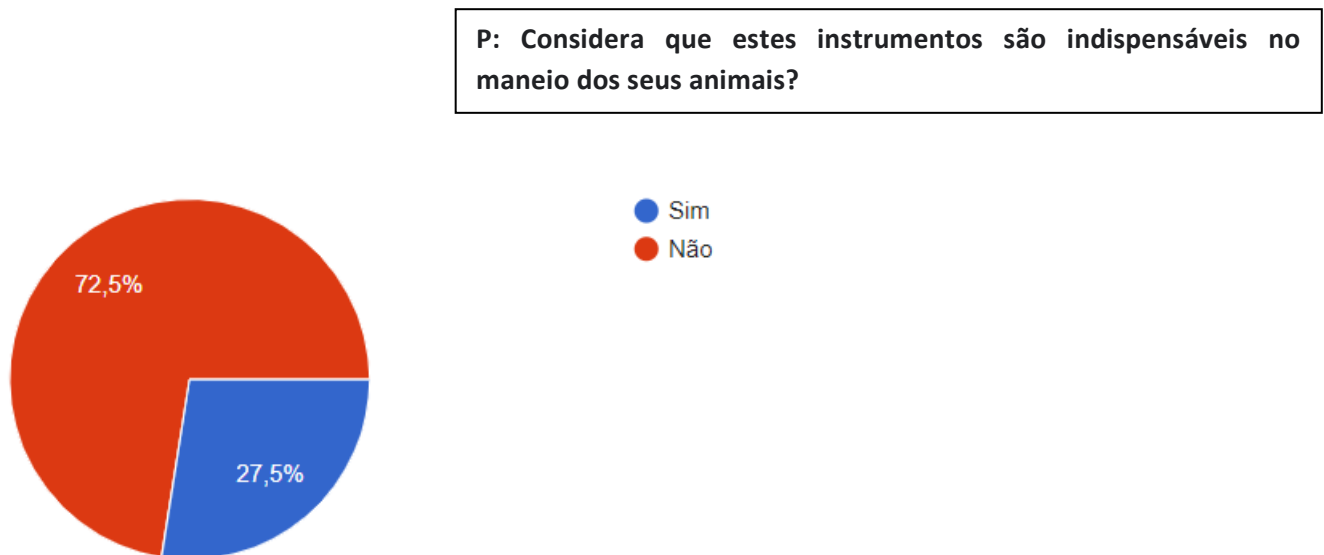 P: Considera que estes instrumentos são indispensáveis no
maneio dos seus animais?
Sim
Não
72,5%
27,5%